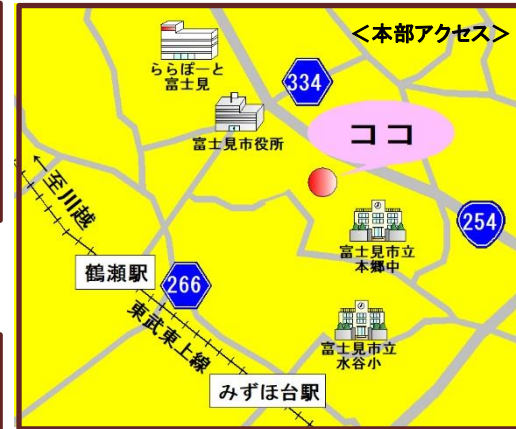 <本部アクセス>
ららぽーと
富士見
334
富士見市役所
ココ
←至川越
富士見市立
本郷中
254
鶴瀬駅
266
東武東上線
富士見市立
水谷小
みずほ台駅